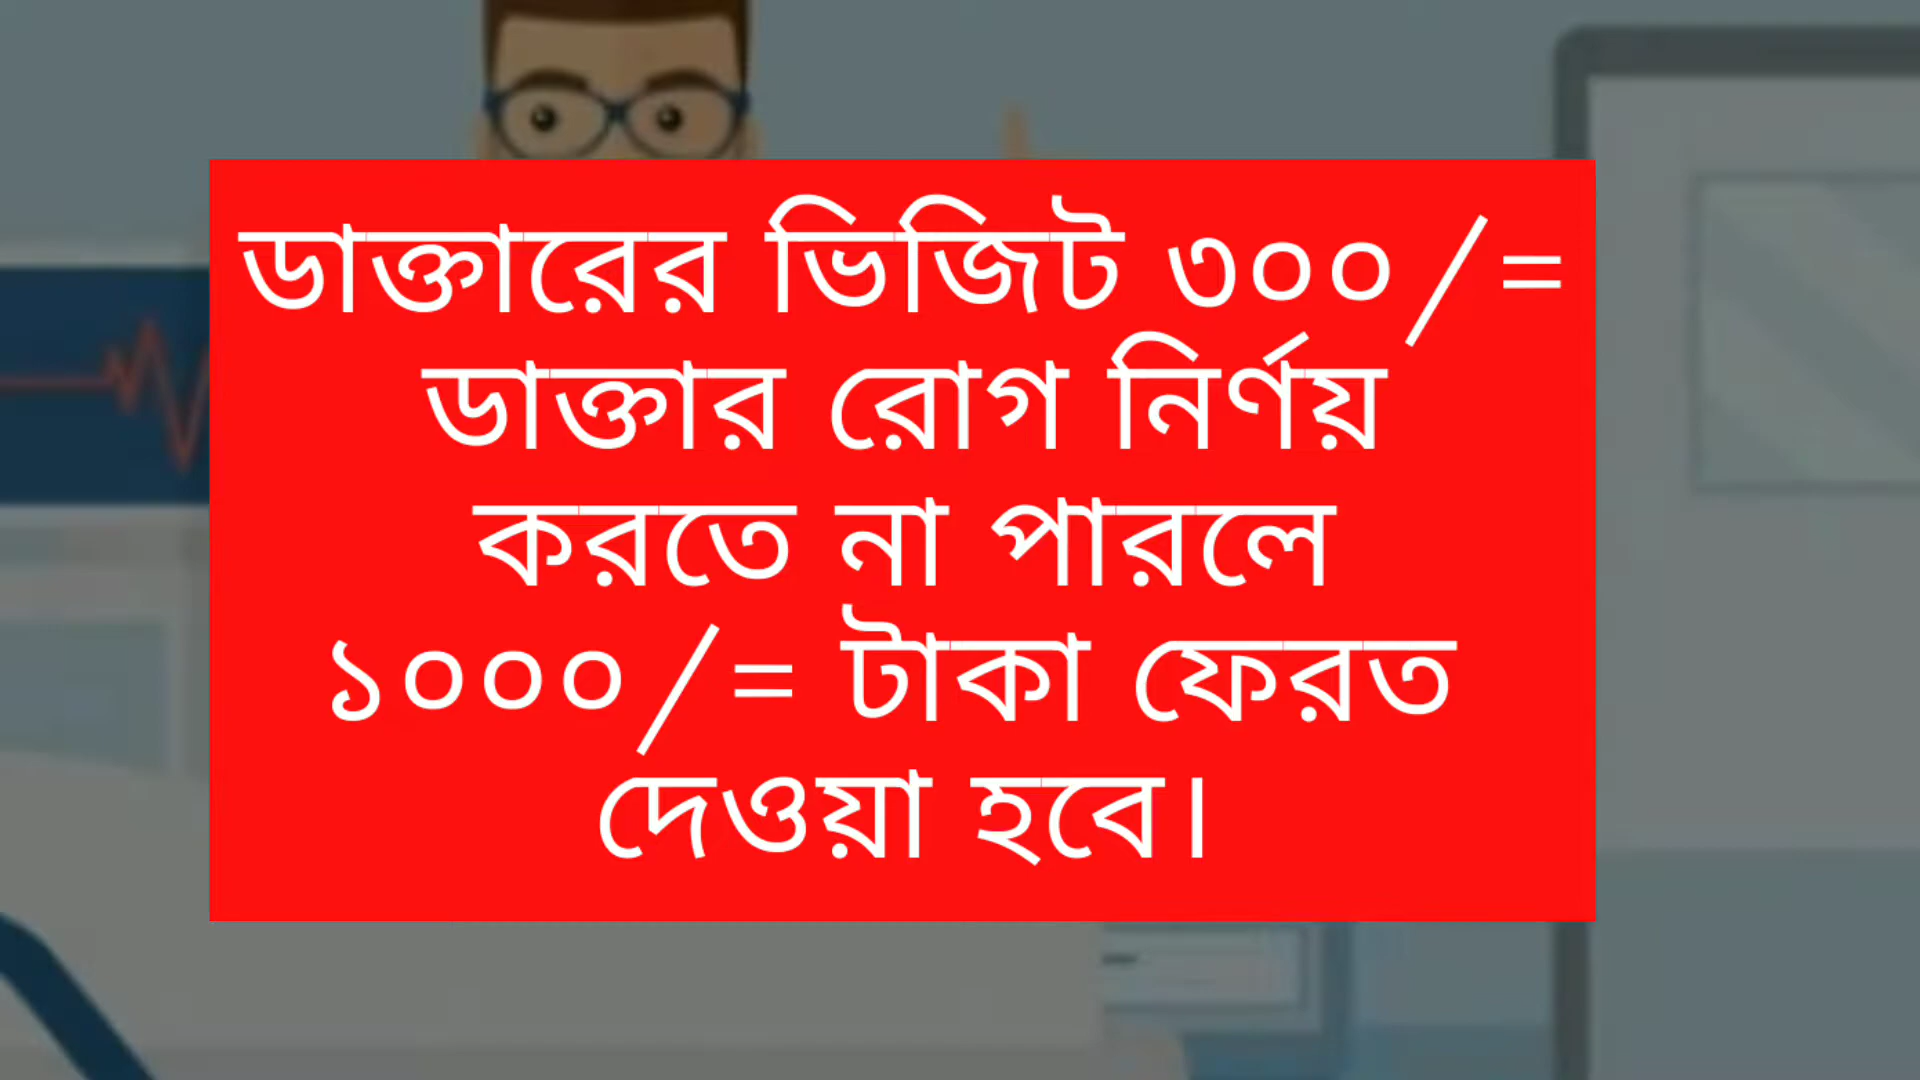 ডাক্তারের ভিজিট ৩০০/=
ডাক্তার রোগ নির্ণয়
করতে না পারলে
১০০০/= টাকা ফেরত
দেওয়া হবে।